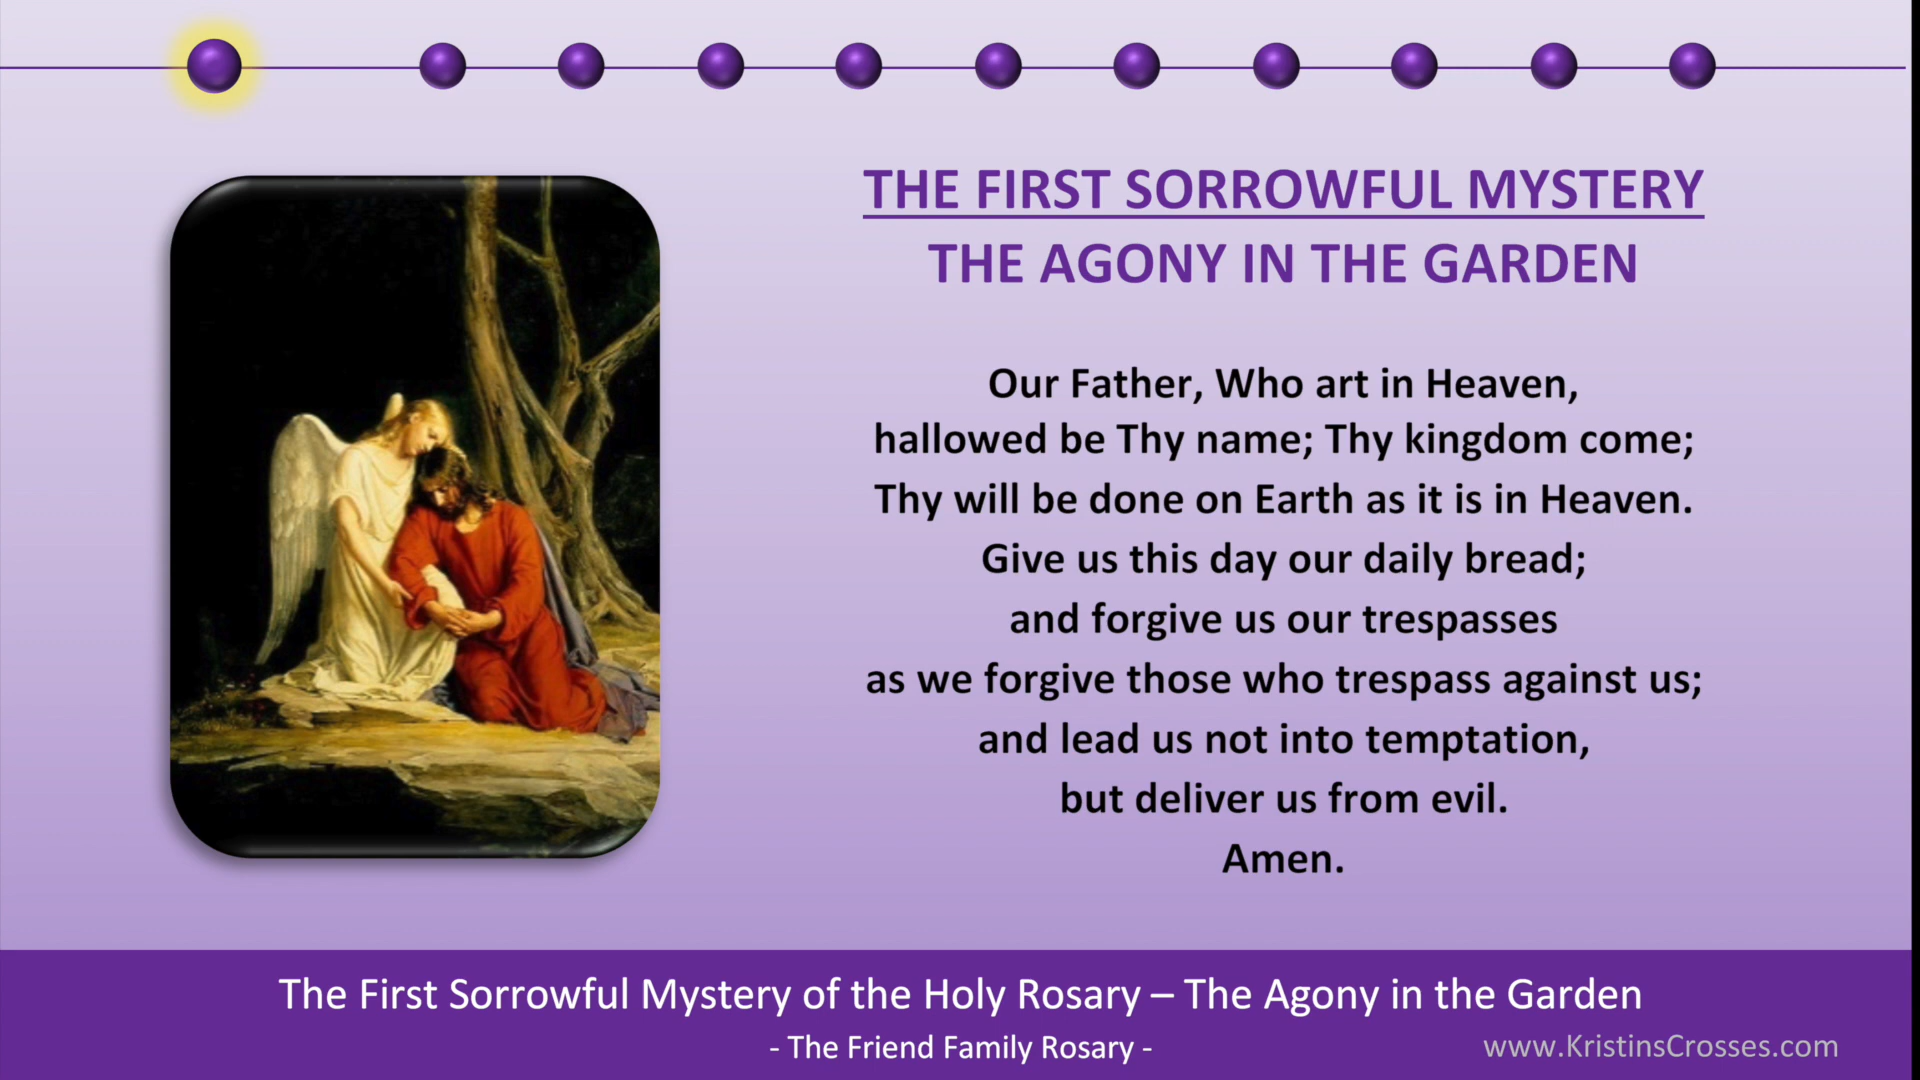 THE FIRST SORROWFUL MYSTERY
THE AGONY IN THE GARDEN
Our Father, Who art in Heaven,
hallowed be Thy name; Thy kingdom come;
Thy will be done on Earth as it is in Heaven.
Give us this day our daily bread;
and forgive us our trespasses
as we forgive those who trespass against us;
and lead us not into temptation,
but deliver us from evil.
Amen.
The First Sorrowful Mystery of the Holy Rosary – The Agony in the Garden
- The Friend Family Rosary -
www.KristinsCrosses.com